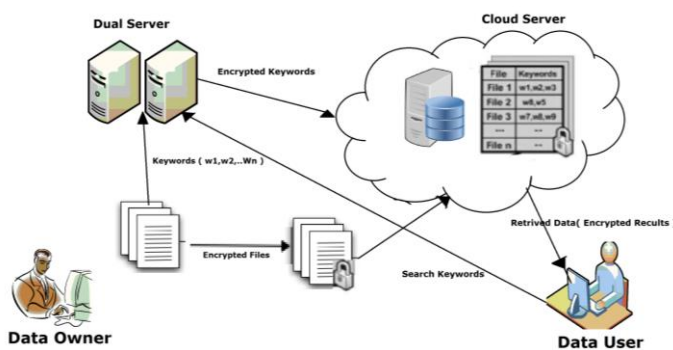 Dual Server
Cloud Server
Encrypted Keywords
File Keywords
File 1 w1,w2,w3
File 2 w8,w5
File 3 w7,w8,w9
--- --
File n --
Keywords ( w1,w2,..Wn )
Retrived Data( Encrypted Recults )
Encrypted Files
Search Keywords
Data Owner
Data User